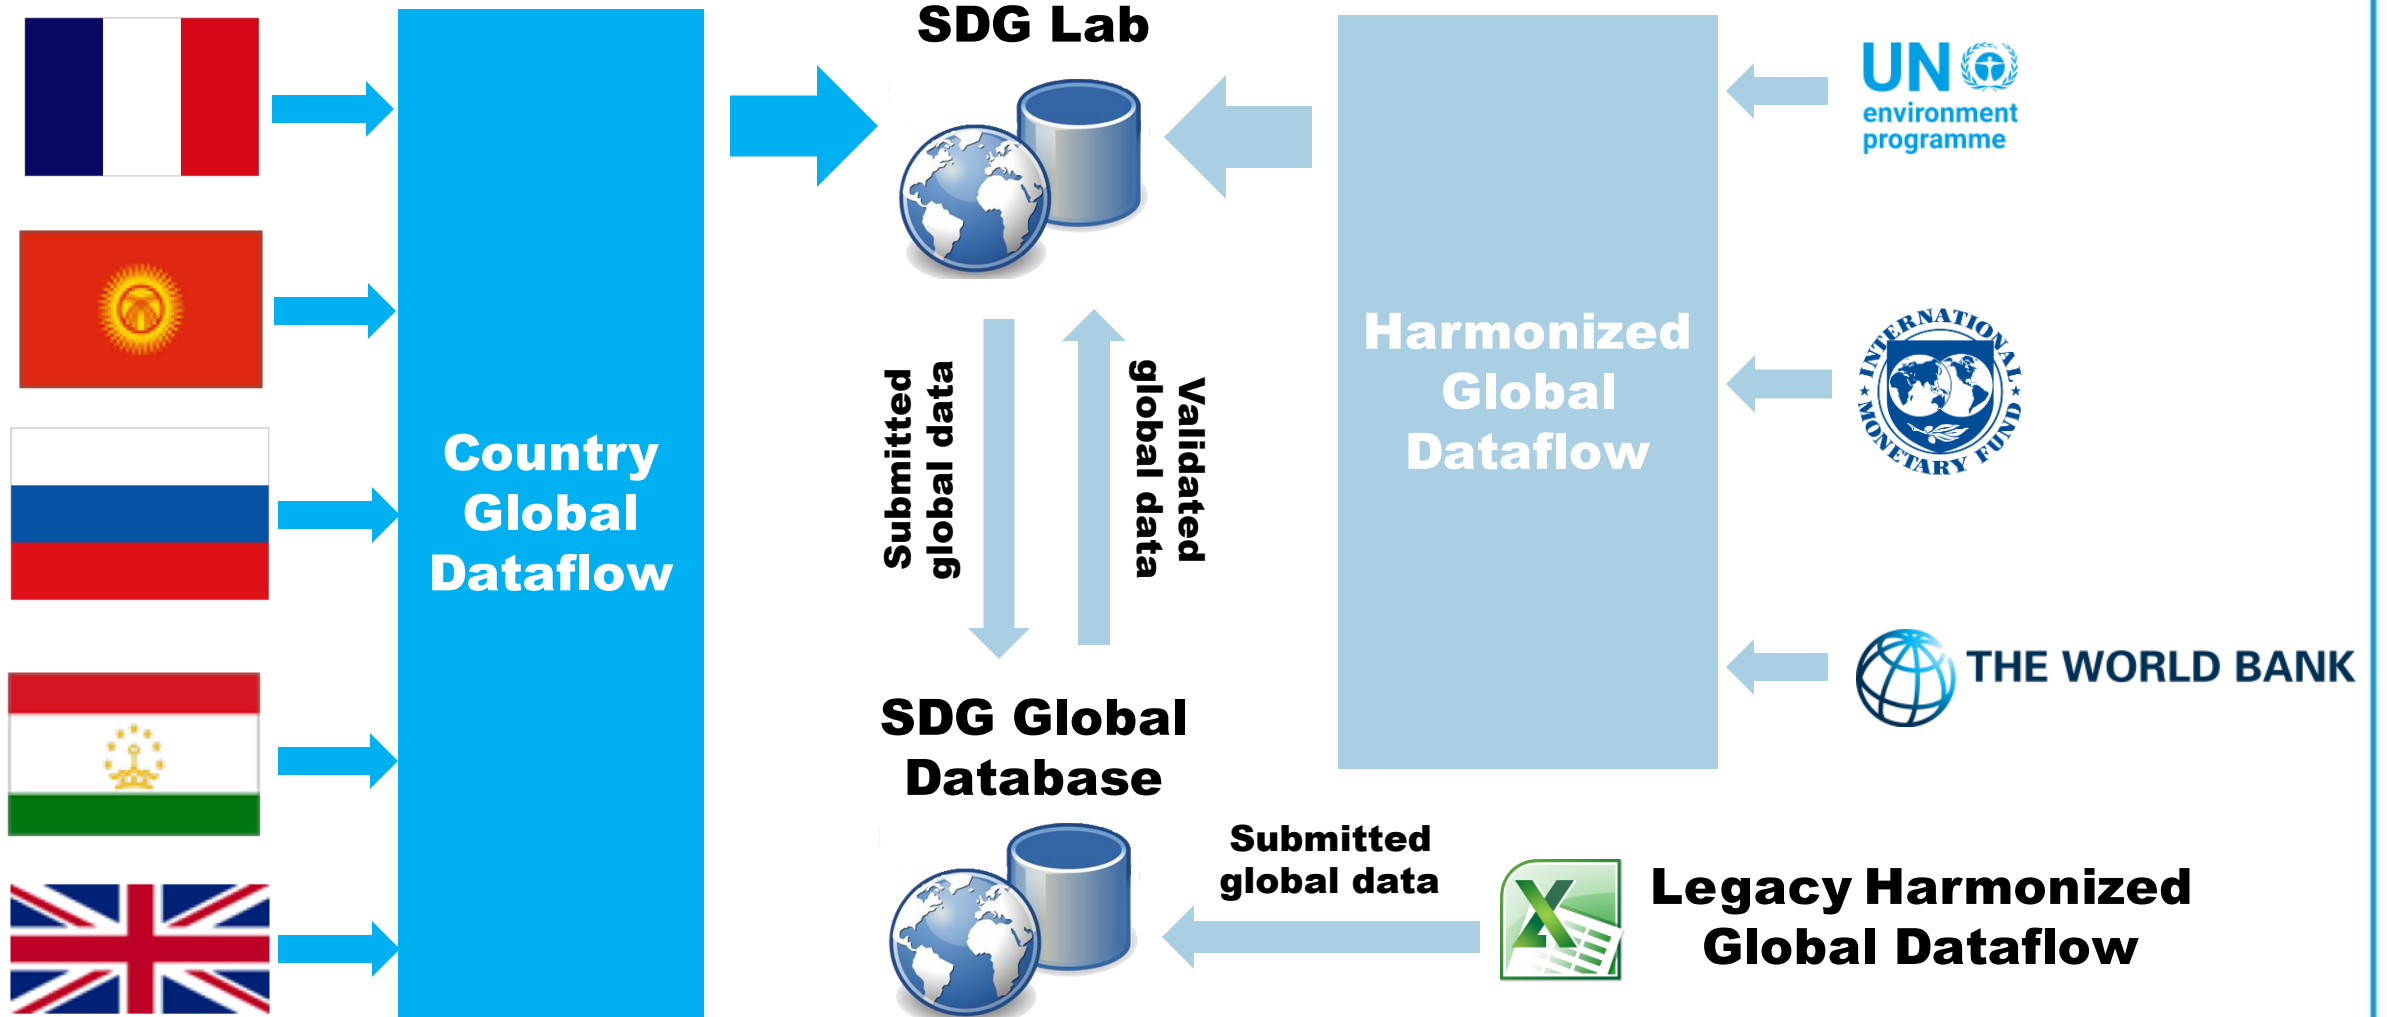 SDG Lab
Country
Global
Dataflow
Submitted
global data
Validated
global data
Harmonized
Global
Dataflow
UN
environment
programme
INTERNATIONAL
MONETARY FUND
THE WORLD BANK
SDG Global
Database
Submitted
global data
Legacy Harmonized
Global Dataflow